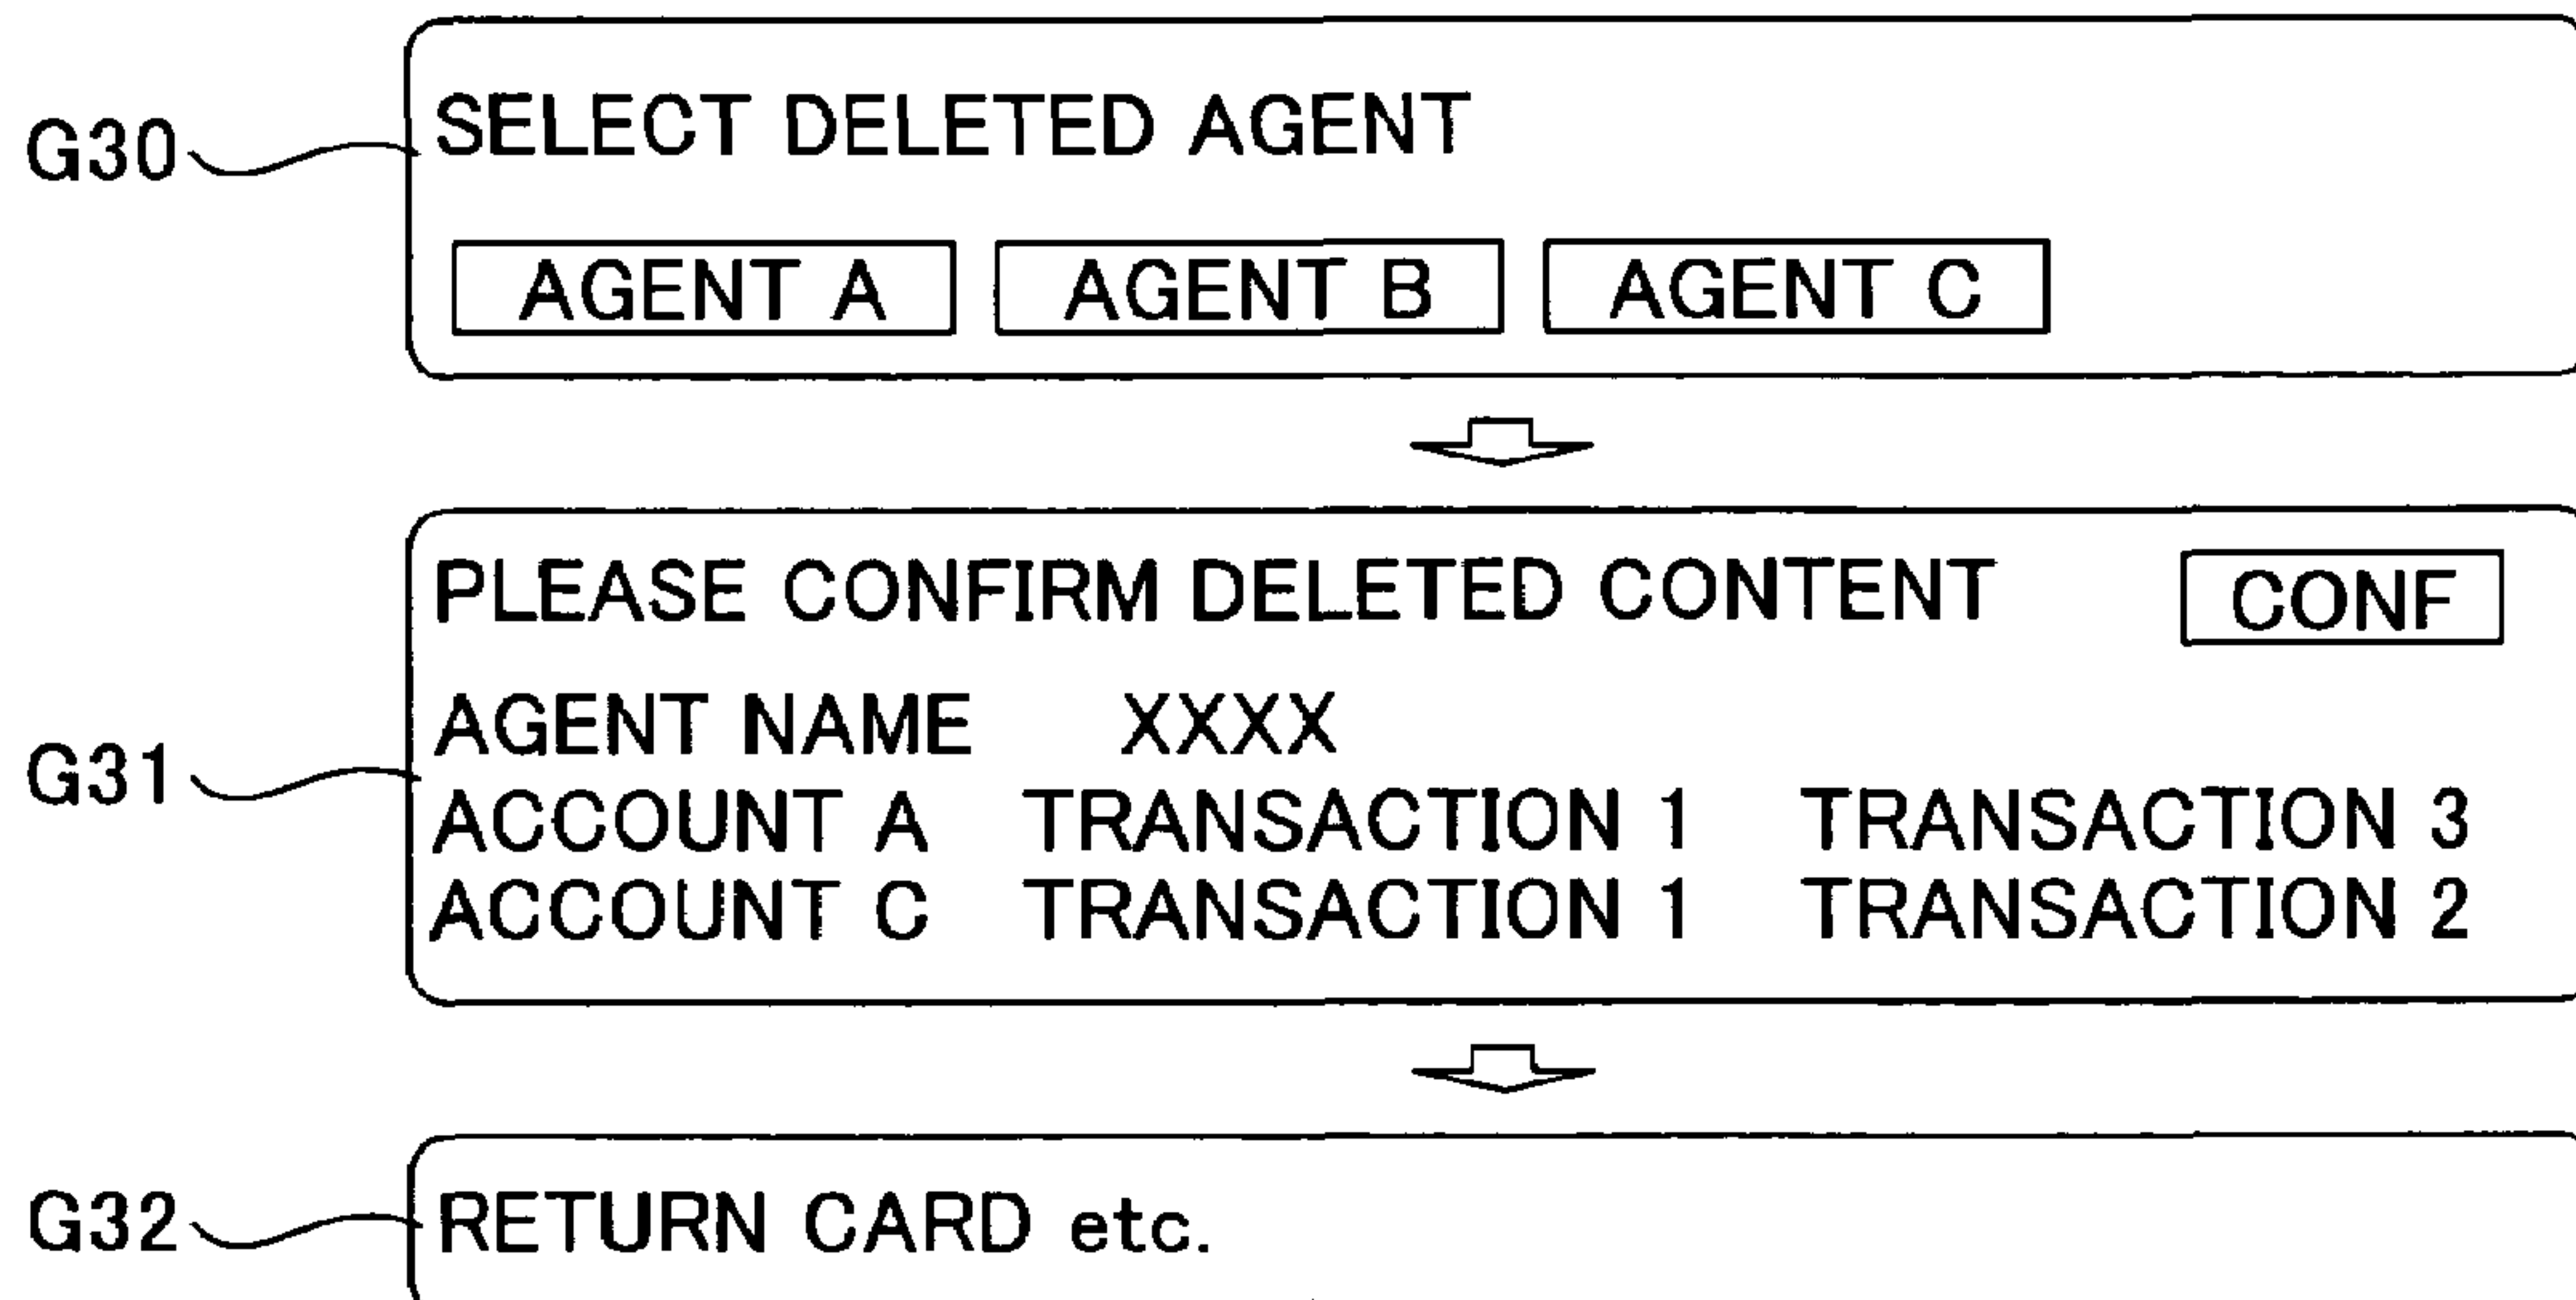 G30
SELECT DELETED AGENT
AGENT A AGENT B AGENT C
PLEASE CONFIRM DELETED CONTENT CONF
AGENT NAME XXXX
G31
ACCOUNT A TRANSACTION 1 TRANSACTION 3
ACCOUNT C TRANSACTION 1 TRANSACTION 2
G32
RETURN CARD etc.